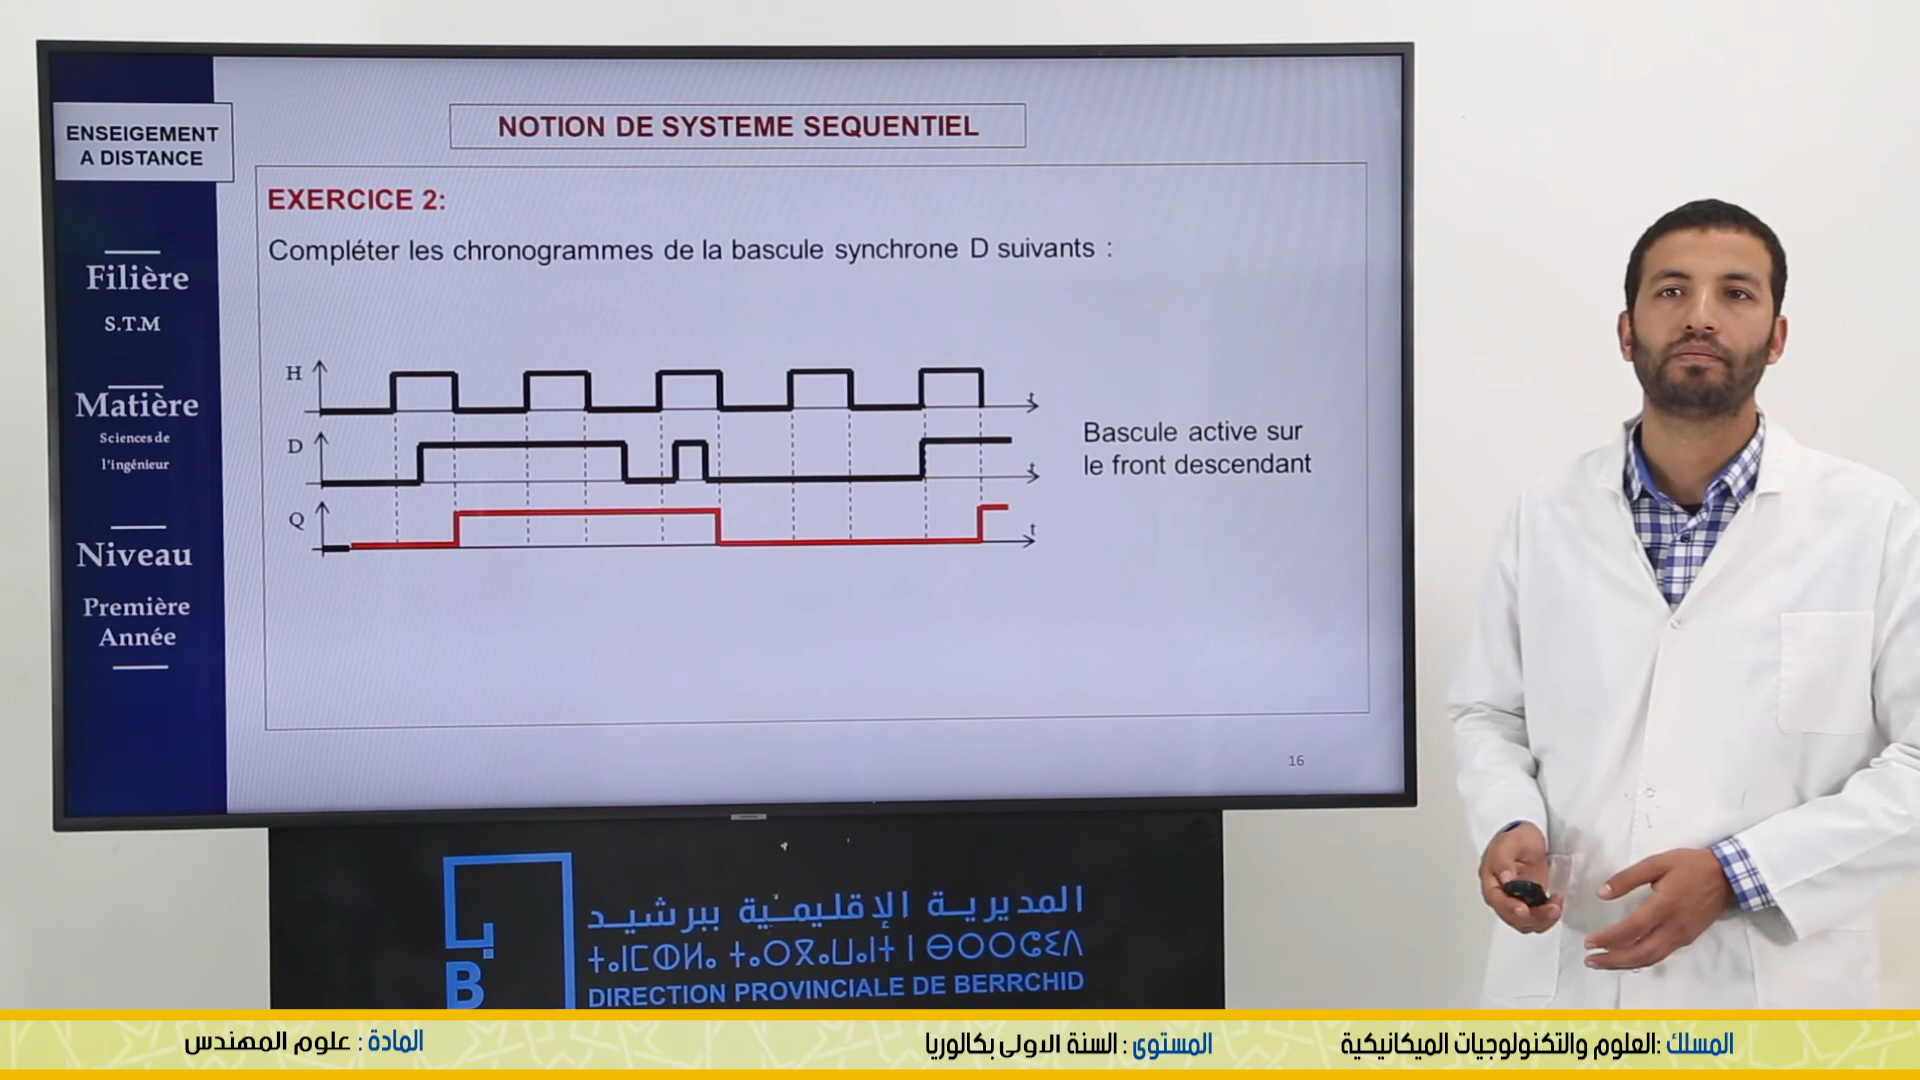 ENSEIGEMENT
A DISTANCE
Filière
S.T.M
Matière
Sciences de
l'ingénieur
Niveau
Première
Année
NOTION DE SYSTEME SEQUENTIEL
EXERCICE 2:
Compléter les chronogrammes de la bascule synchrone D suivants :
H
t
D
t
Q
t
Bascule active sur
le front descendant
16
المديرية الإقليمية ببرشيد
ⵜⴰⵏⵎⵀⵍⴰ ⵜⴰⵔⴳⴰⵡⴰⵏⵜ ⵏ ⴱⵔⵔⵛⵉⴷ
DIRECTION PROVINCIALE DE BERRCHID
B
المسلك :العلوم والتكنولوجيات الميكانيكية
المستوى : السنة الاولى بكالوريا
المادة : علوم المهندس